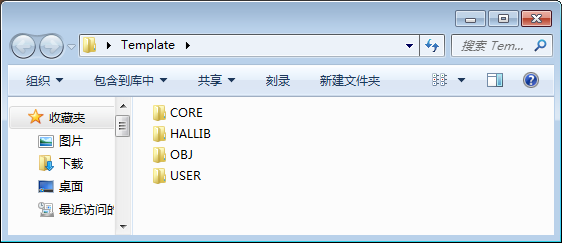 Template
搜索 Tem...
组织 包含到库中 共享 刻录 新建文件夹
收藏夹
图片
下载
桌面
最近访问的
CORE
HALLIB
OBJ
USER